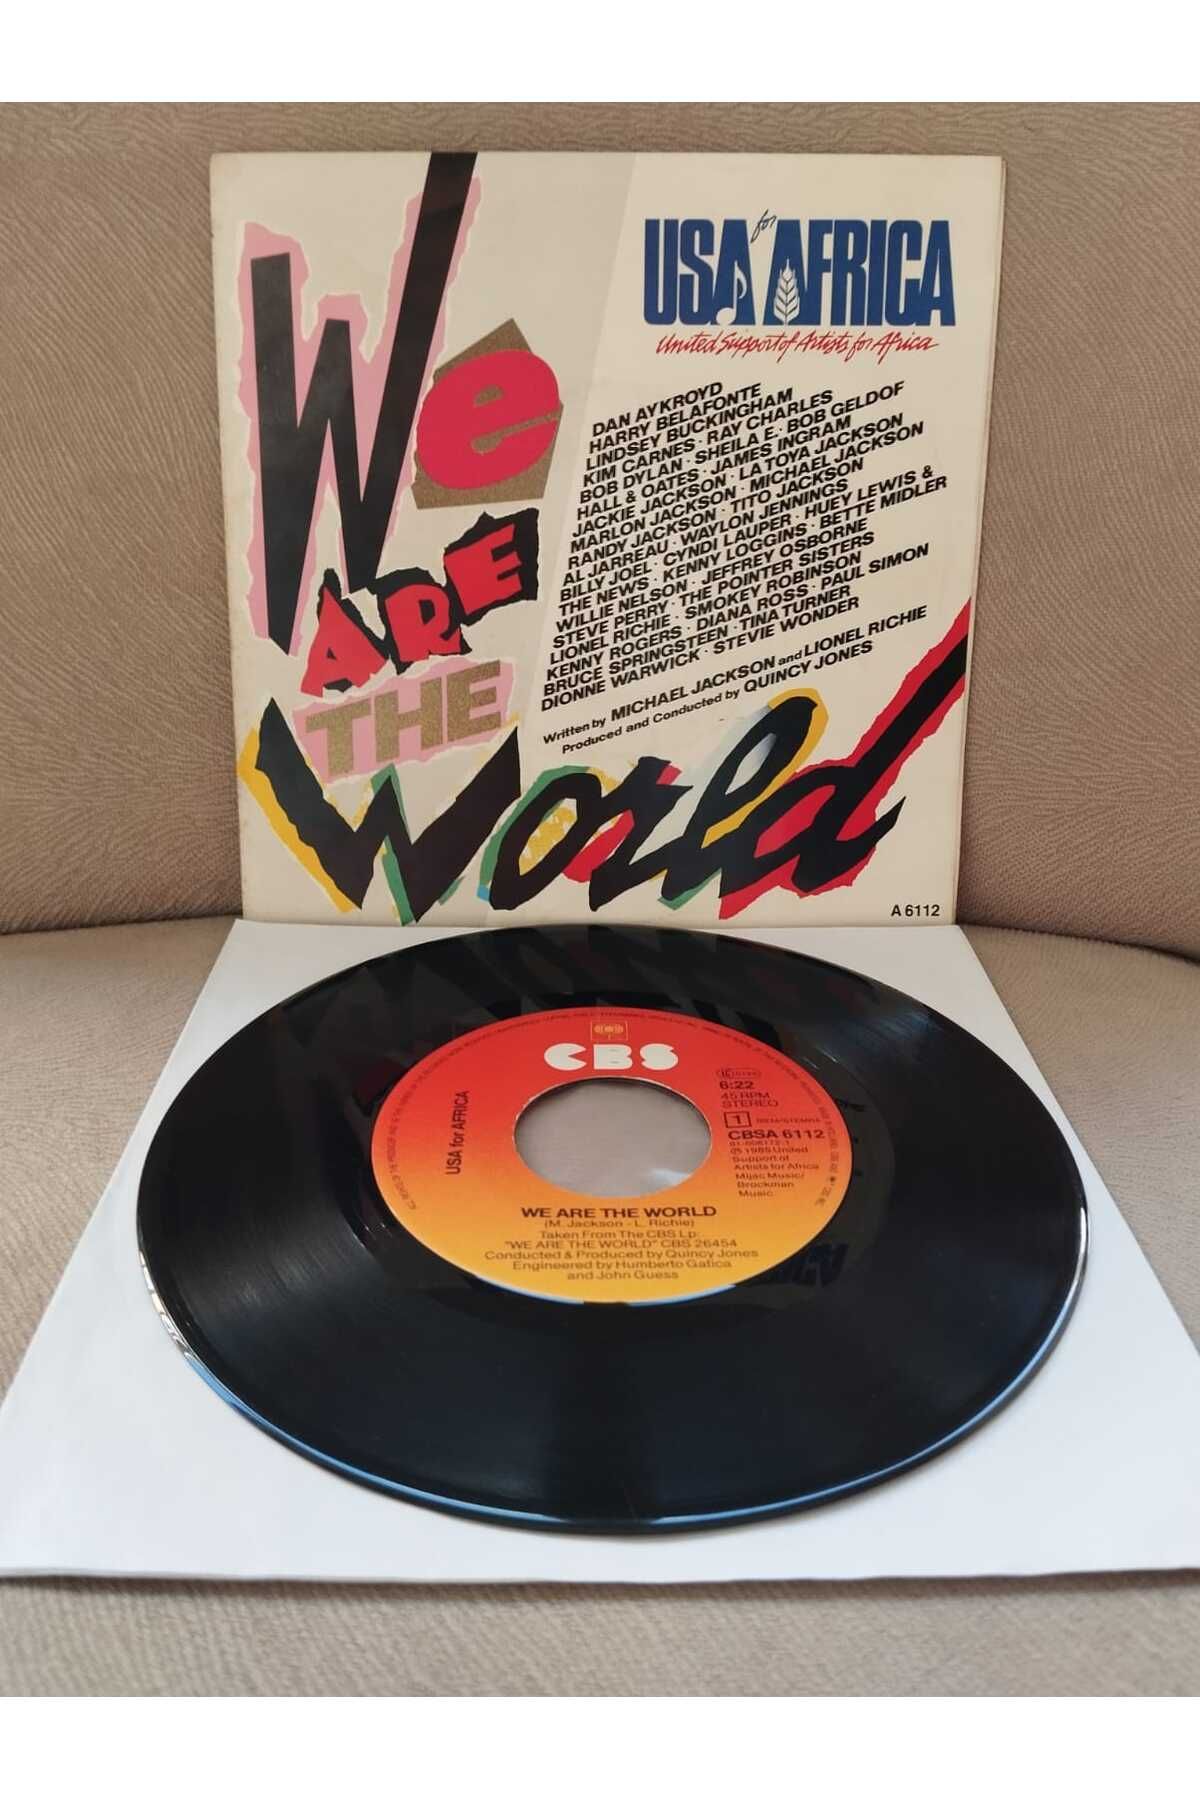 We
ARE
THE
World
USA for AFRICA
United Support of Artists for Africa
DAN AYKROYD
HARRY BELAFONTE
LINDSEY BUCKINGHAM
KIM CARNES · RAY CHARLES
BOB DYLAN · SHEILA E. · BOB GELDOF
HALL & OATES · JAMES INGRAM
JACKIE JACKSON · LA TOYA JACKSON
MARLON JACKSON · MICHAEL JACKSON
RANDY JACKSON · TITO JACKSON
AL JARREAU · WAYLON JENNINGS
BILLY JOEL · CYNDI LAUPER · HUEY LEWIS &
THE NEWS · KENNY LOGGINS · BETTE MIDLER
WILLIE NELSON · JEFFREY OSBORNE
STEVE PERRY · THE POINTER SISTERS
LIONEL RICHIE · SMOKEY ROBINSON
KENNY ROGERS · DIANA ROSS · PAUL SIMON
BRUCE SPRINGSTEEN · TINA TURNER
DIONNE WARWICK · STEVIE WONDER
Written by MICHAEL JACKSON and LIONEL RICHIE
Produced and Conducted by QUINCY JONES
A 6112
CBS
USA for AFRICA
6:22
45 RPM
STEREO
1
CBSA 6112
1985 United
Support of
Artists for Africa
Mijac Music/
Brockman
Music
WE ARE THE WORLD
(M. Jackson - L. Richie)
Taken From The CBS Lp
"WE ARE THE WORLD" CBS 26454
Conducted & Produced by Quincy Jones
Engineered by Humberto Gatica
and John Guess